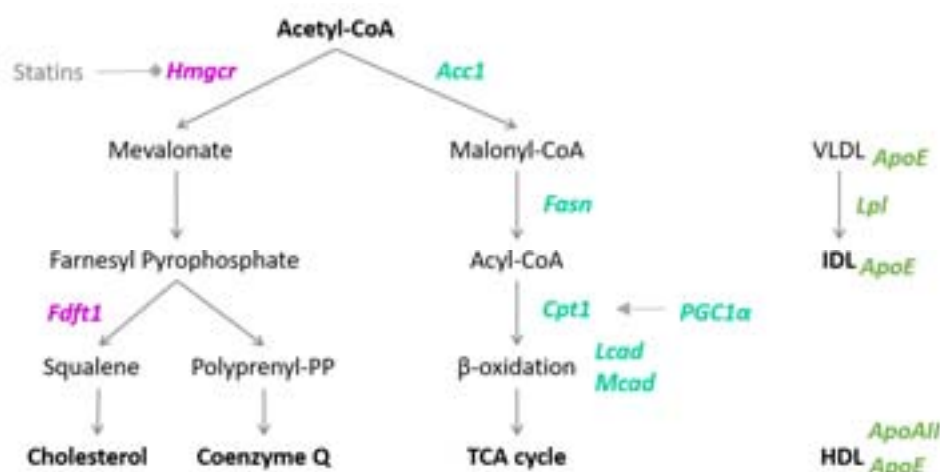 Acetyl-CoA
Statins Hmgcr Acc1
Mevalonate Malonyl-CoA VLDL ApoE
Fasn Lpl
Farnesyl Pyrophosphate Acyl-CoA IDL ApoE
Fdft1 Cpt1 PGC1α
Squalene Polyprenyl-PP β-oxidation Lcad
Mcad
ApoAII
Cholesterol Coenzyme Q TCA cycle HDL ApoE